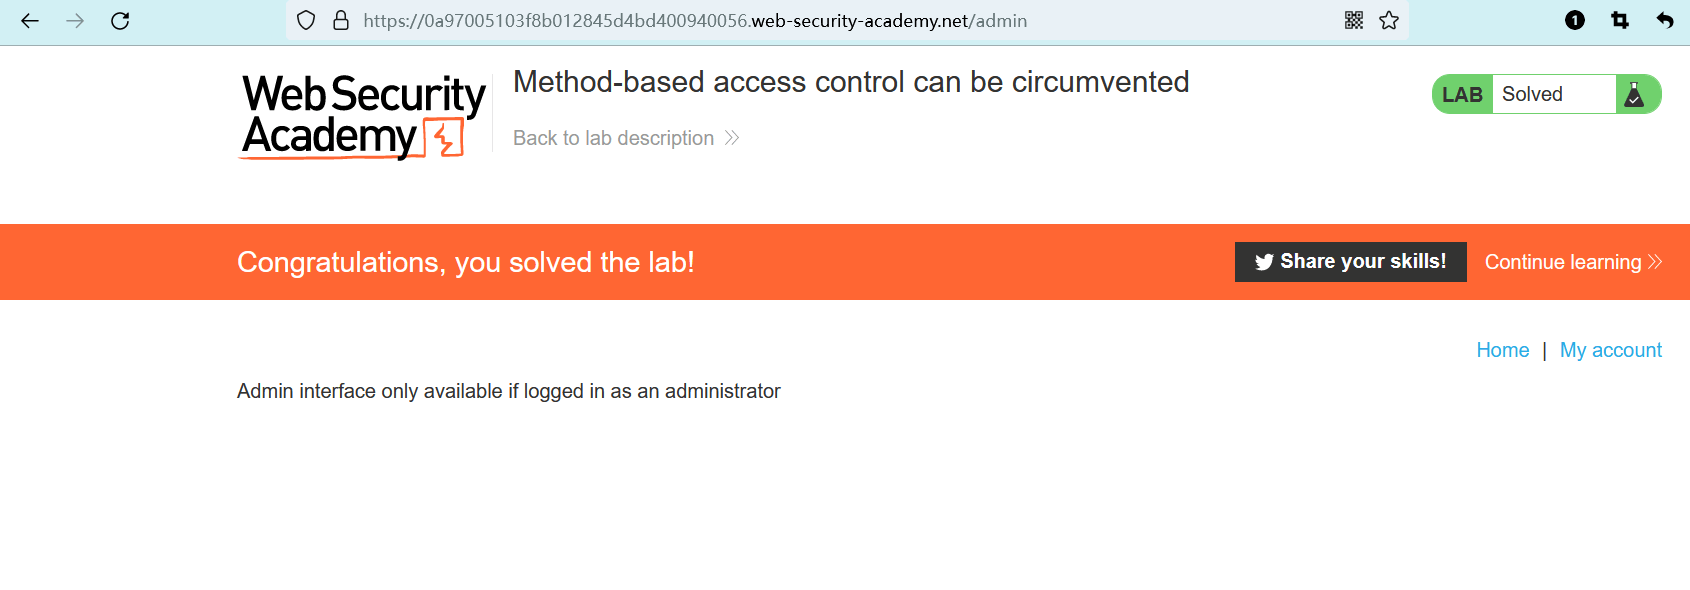 https://0a97005103f8b012845d4bd400940056.web-security-academy.net/admin
1
Web Security
Academy
Method-based access control can be circumvented
Back to lab description
LAB Solved
Congratulations, you solved the lab!
Share your skills!
Continue learning
Home | My account
Admin interface only available if logged in as an administrator